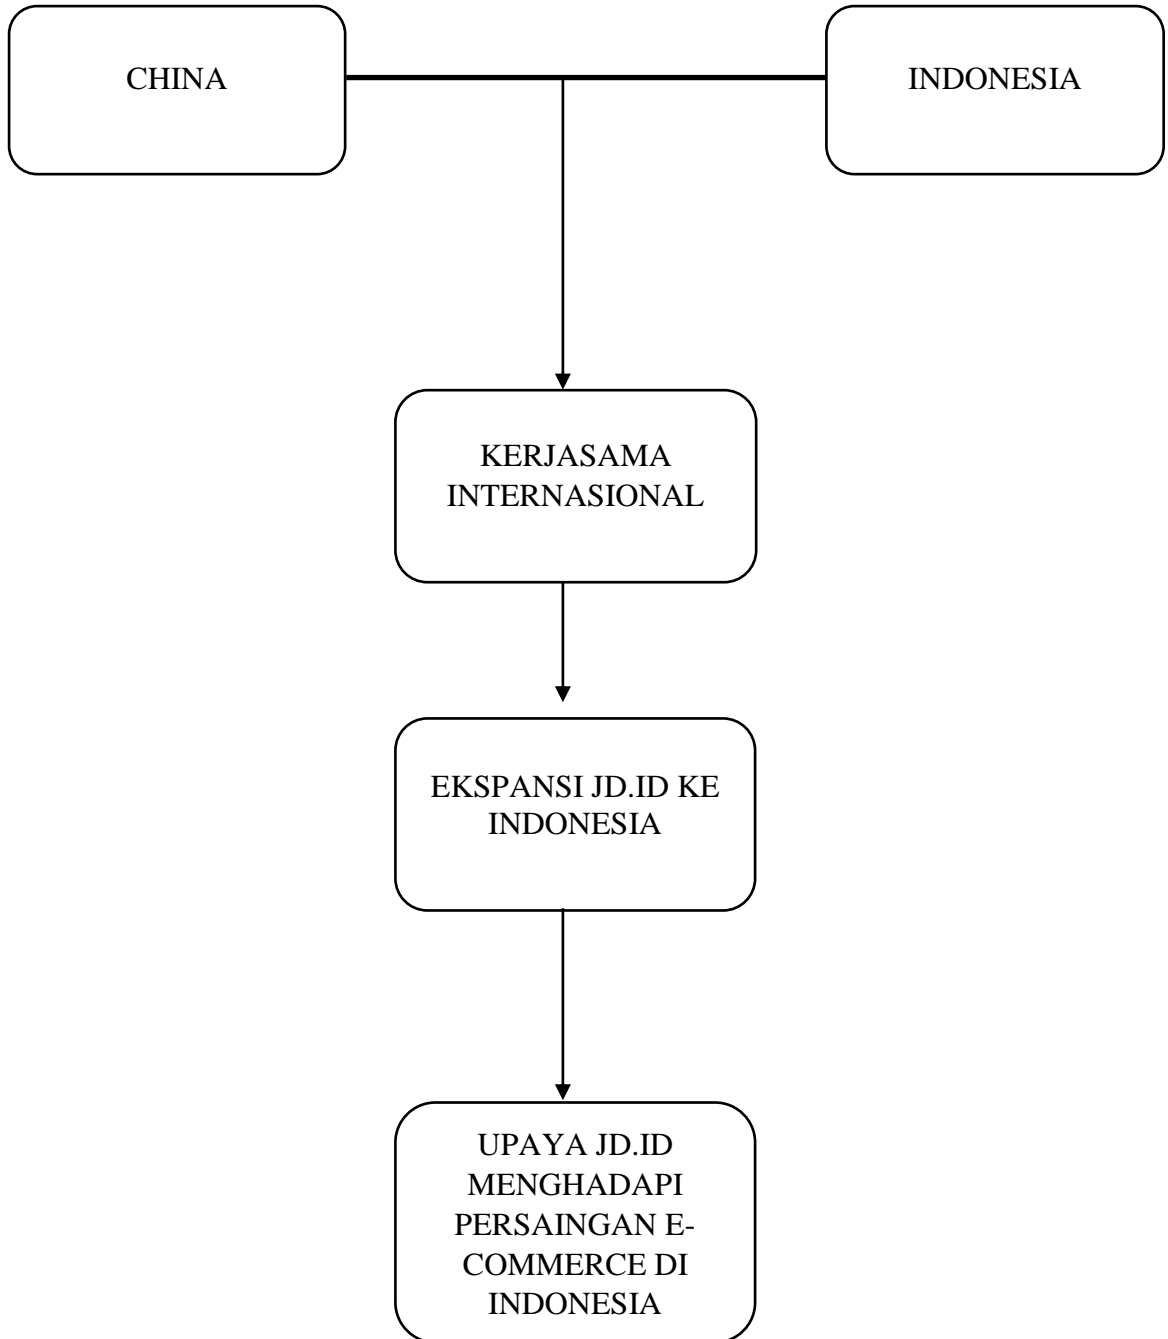 CHINA
INDONESIA
KERJASAMA
INTERNASIONAL
EKSPANSI JD.ID KE
INDONESIA
UPAYA JD.ID
MENGHADAPI
PERSAINGAN E-
COMMERCE DI
INDONESIA